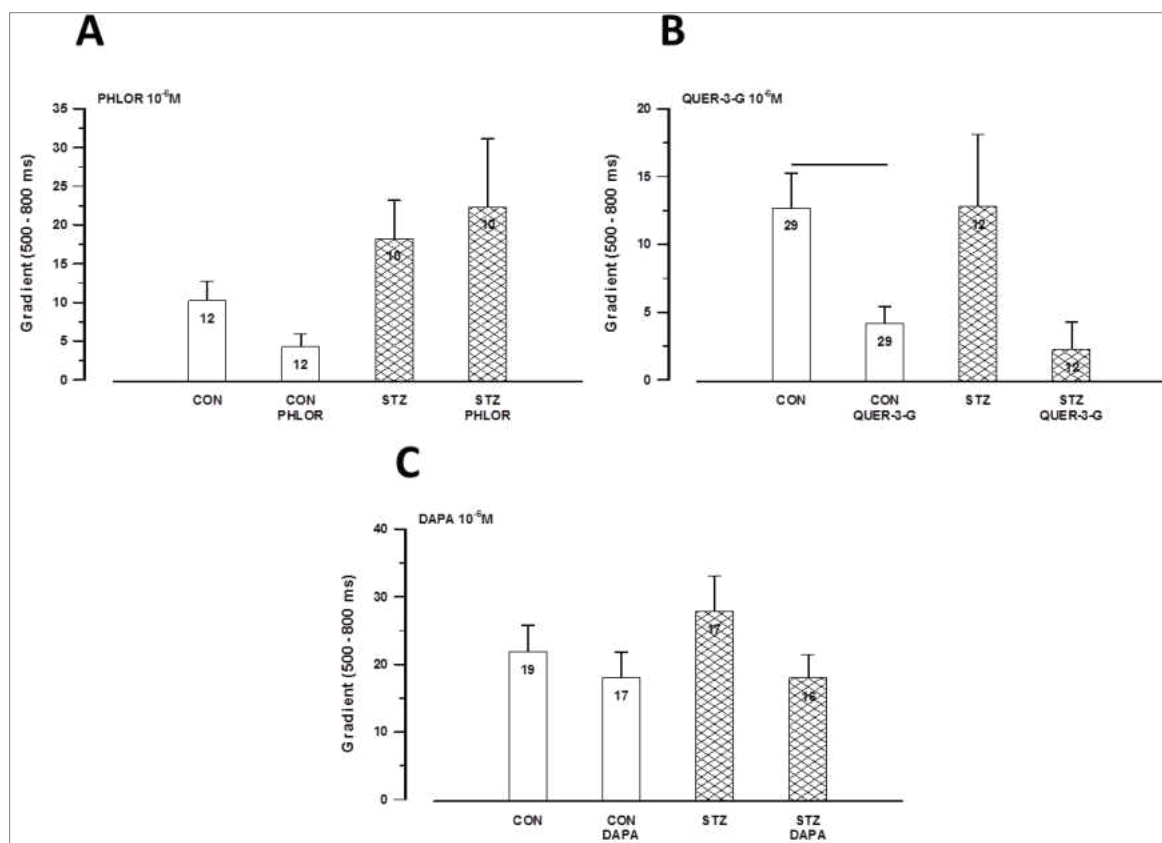 A
PHLOR 10⁻⁶M
Gradient (500 - 800 ms)
35
30
25
20
15
10
5
0
12
12
10
10
CON
CON PHLOR
STZ
STZ PHLOR
B
QUER-3-G 10⁻⁶M
Gradient (500 - 800 ms)
20
15
10
5
0
29
29
12
12
CON
CON QUER-3-G
STZ
STZ QUER-3-G
C
DAPA 10⁻⁶M
Gradient (500 - 800 ms)
40
30
20
10
0
19
17
17
16
CON
CON DAPA
STZ
STZ DAPA